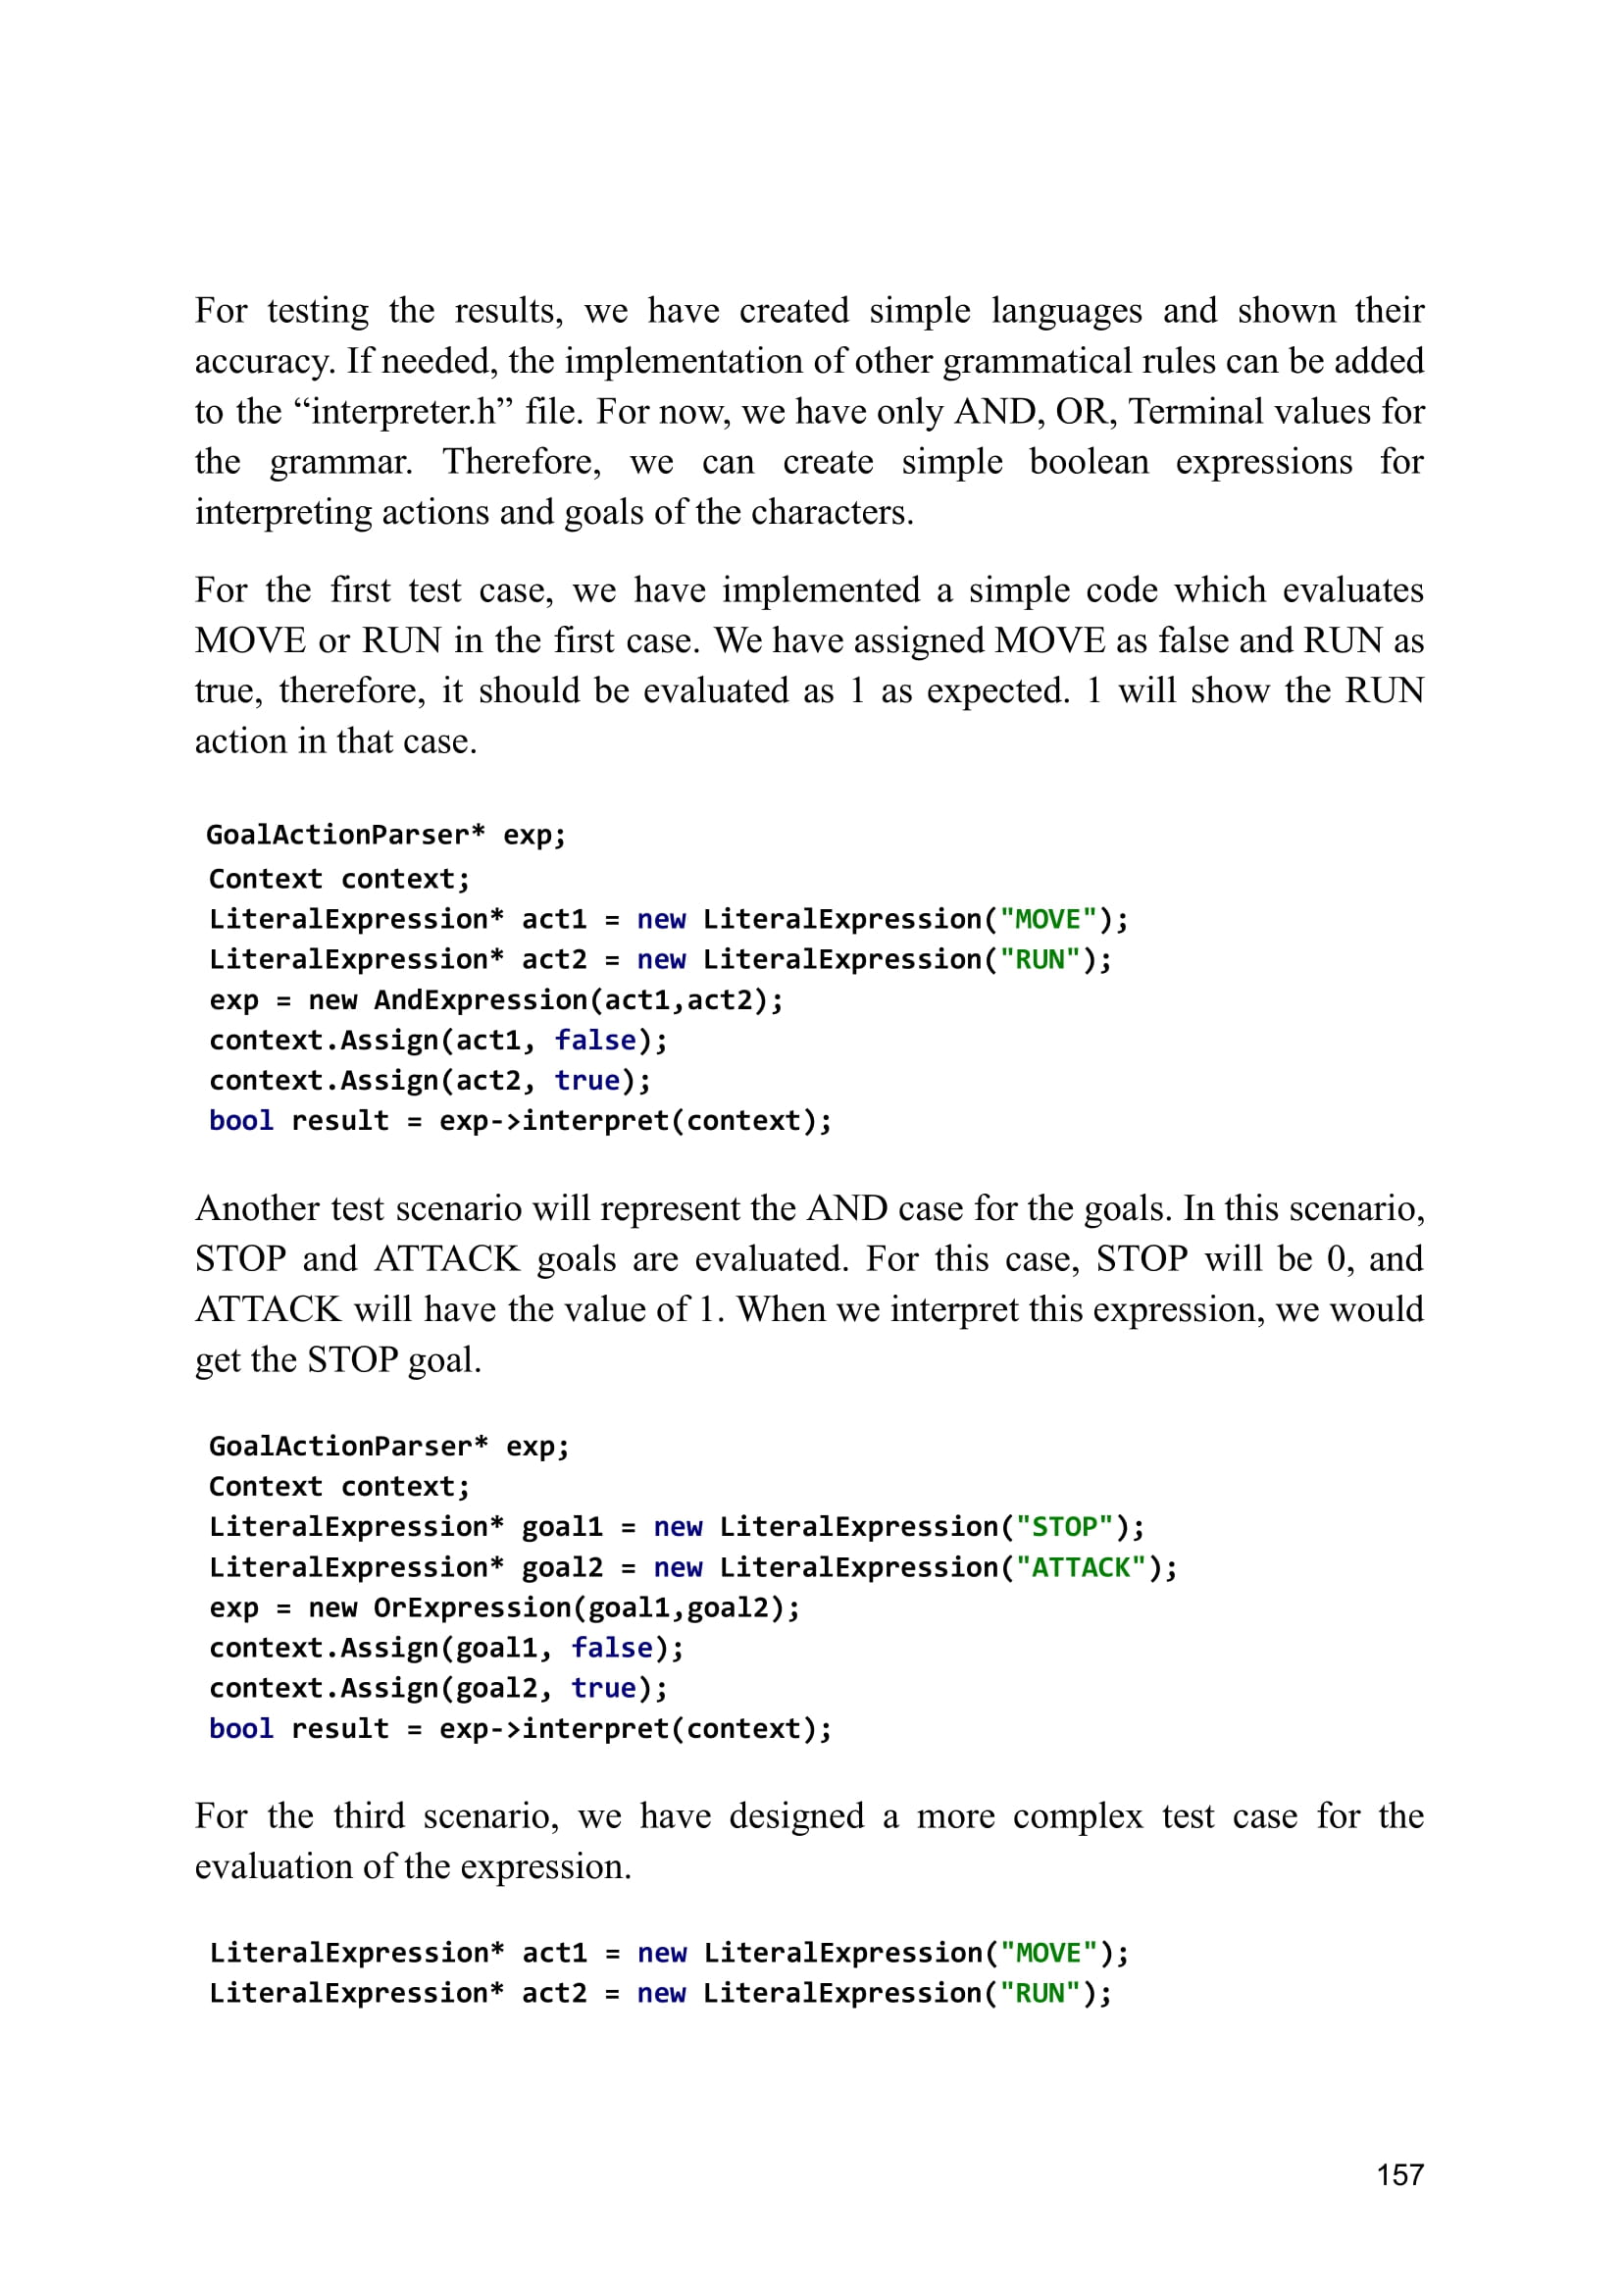 For testing the results, we have created simple languages and shown their
accuracy. If needed, the implementation of other grammatical rules can be added
to the “interpreter.h” file. For now, we have only AND, OR, Terminal values for
the grammar. Therefore, we can create simple boolean expressions for
interpreting actions and goals of the characters.
For the first test case, we have implemented a simple code which evaluates
MOVE or RUN in the first case. We have assigned MOVE as false and RUN as
true, therefore, it should be evaluated as 1 as expected. 1 will show the RUN
action in that case.
GoalActionParser* exp;
Context context;
LiteralExpression* act1 = new LiteralExpression("MOVE");
LiteralExpression* act2 = new LiteralExpression("RUN");
exp = new AndExpression(act1,act2);
context.Assign(act1, false);
context.Assign(act2, true);
bool result = exp->interpret(context);
Another test scenario will represent the AND case for the goals. In this scenario,
STOP and ATTACK goals are evaluated. For this case, STOP will be 0, and
ATTACK will have the value of 1. When we interpret this expression, we would
get the STOP goal.
GoalActionParser* exp;
Context context;
LiteralExpression* goal1 = new LiteralExpression("STOP");
LiteralExpression* goal2 = new LiteralExpression("ATTACK");
exp = new OrExpression(goal1,goal2);
context.Assign(goal1, false);
context.Assign(goal2, true);
bool result = exp->interpret(context);
For the third scenario, we have designed a more complex test case for the
evaluation of the expression.
LiteralExpression* act1 = new LiteralExpression("MOVE");
LiteralExpression* act2 = new LiteralExpression("RUN");
157